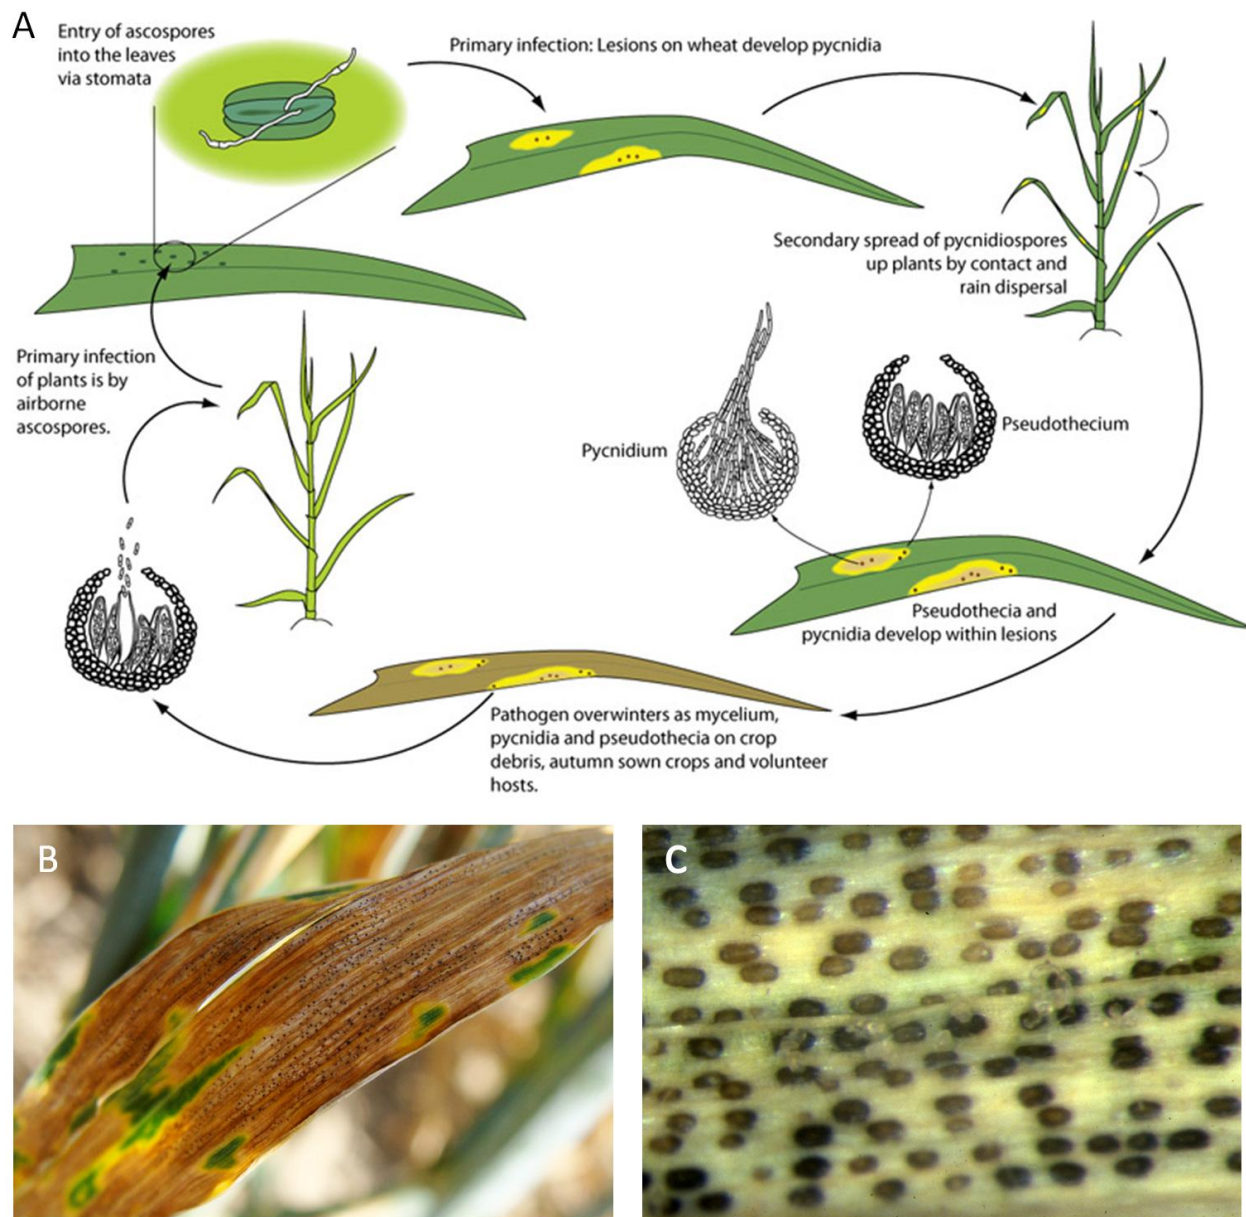 A
Entry of ascospores
into the leaves
via stomata
Primary infection: Lesions on wheat develop pycnidia
Secondary spread of pycnidiospores
up plants by contact and
rain dispersal
Primary infection
of plants is by
airborne
ascospores.
Pycnidium
Pseudothecium
Pseudothecia and
pycnidia develop within lesions
Pathogen overwinters as mycelium,
pycnidia and pseudothecia on crop
debris, autumn sown crops and volunteer
hosts.
B
C